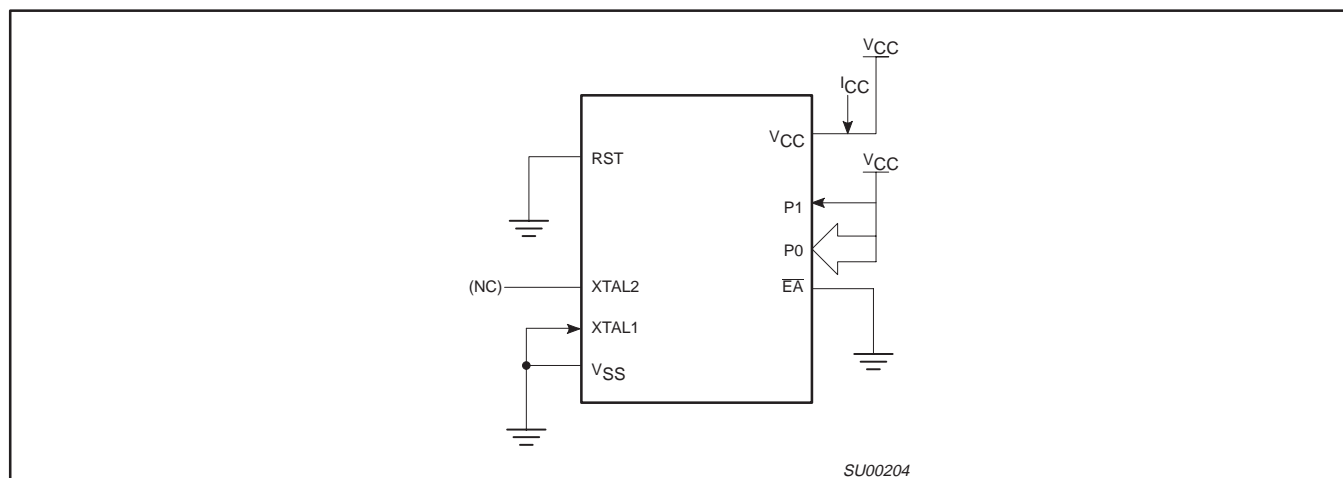 VCC
ICC
VCC
RST
VCC
P1
P0
(NC)
XTAL2
EA
XTAL1
VSS
SU00204